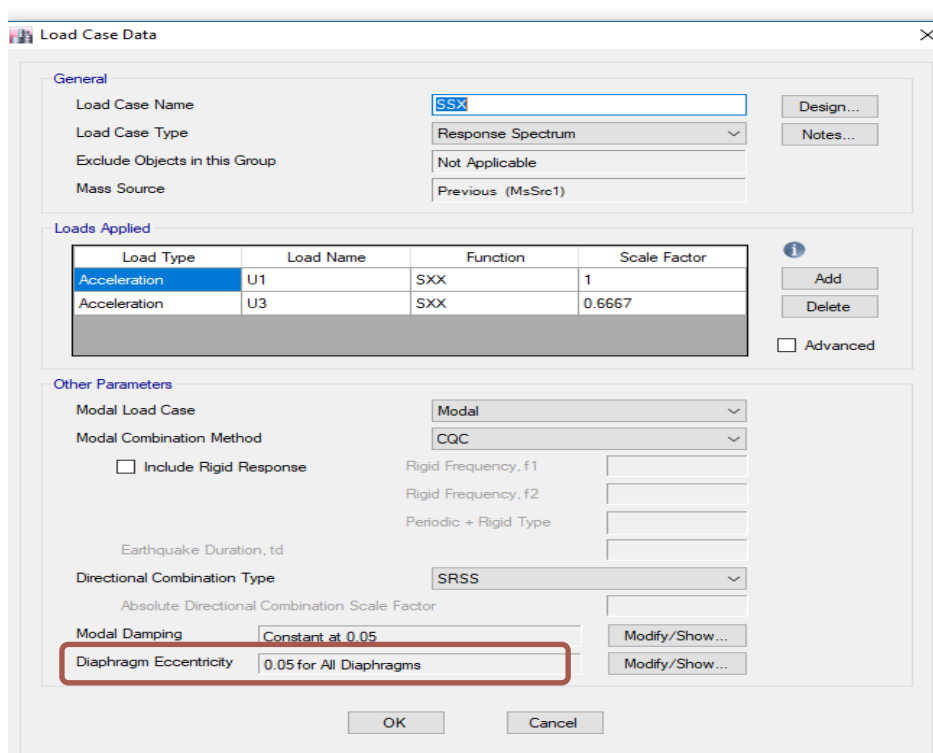 Load Case Data
General
Load Case Name SSX Design...
Load Case Type Response Spectrum Notes...
Exclude Objects in this Group Not Applicable
Mass Source Previous (MsSrc1)
Loads Applied
Load Type Load Name Function Scale Factor
Acceleration U1 SXX 1 Add
Acceleration U3 SXX 0.6667 Delete
Advanced
Other Parameters
Modal Load Case Modal
Modal Combination Method CQC
Include Rigid Response Rigid Frequency, f1
Rigid Frequency, f2
Periodic + Rigid Type
Earthquake Duration, td
Directional Combination Type SRSS
Absolute Directional Combination Scale Factor
Modal Damping Constant at 0.05 Modify/Show...
Diaphragm Eccentricity 0.05 for All Diaphragms Modify/Show...
OK Cancel